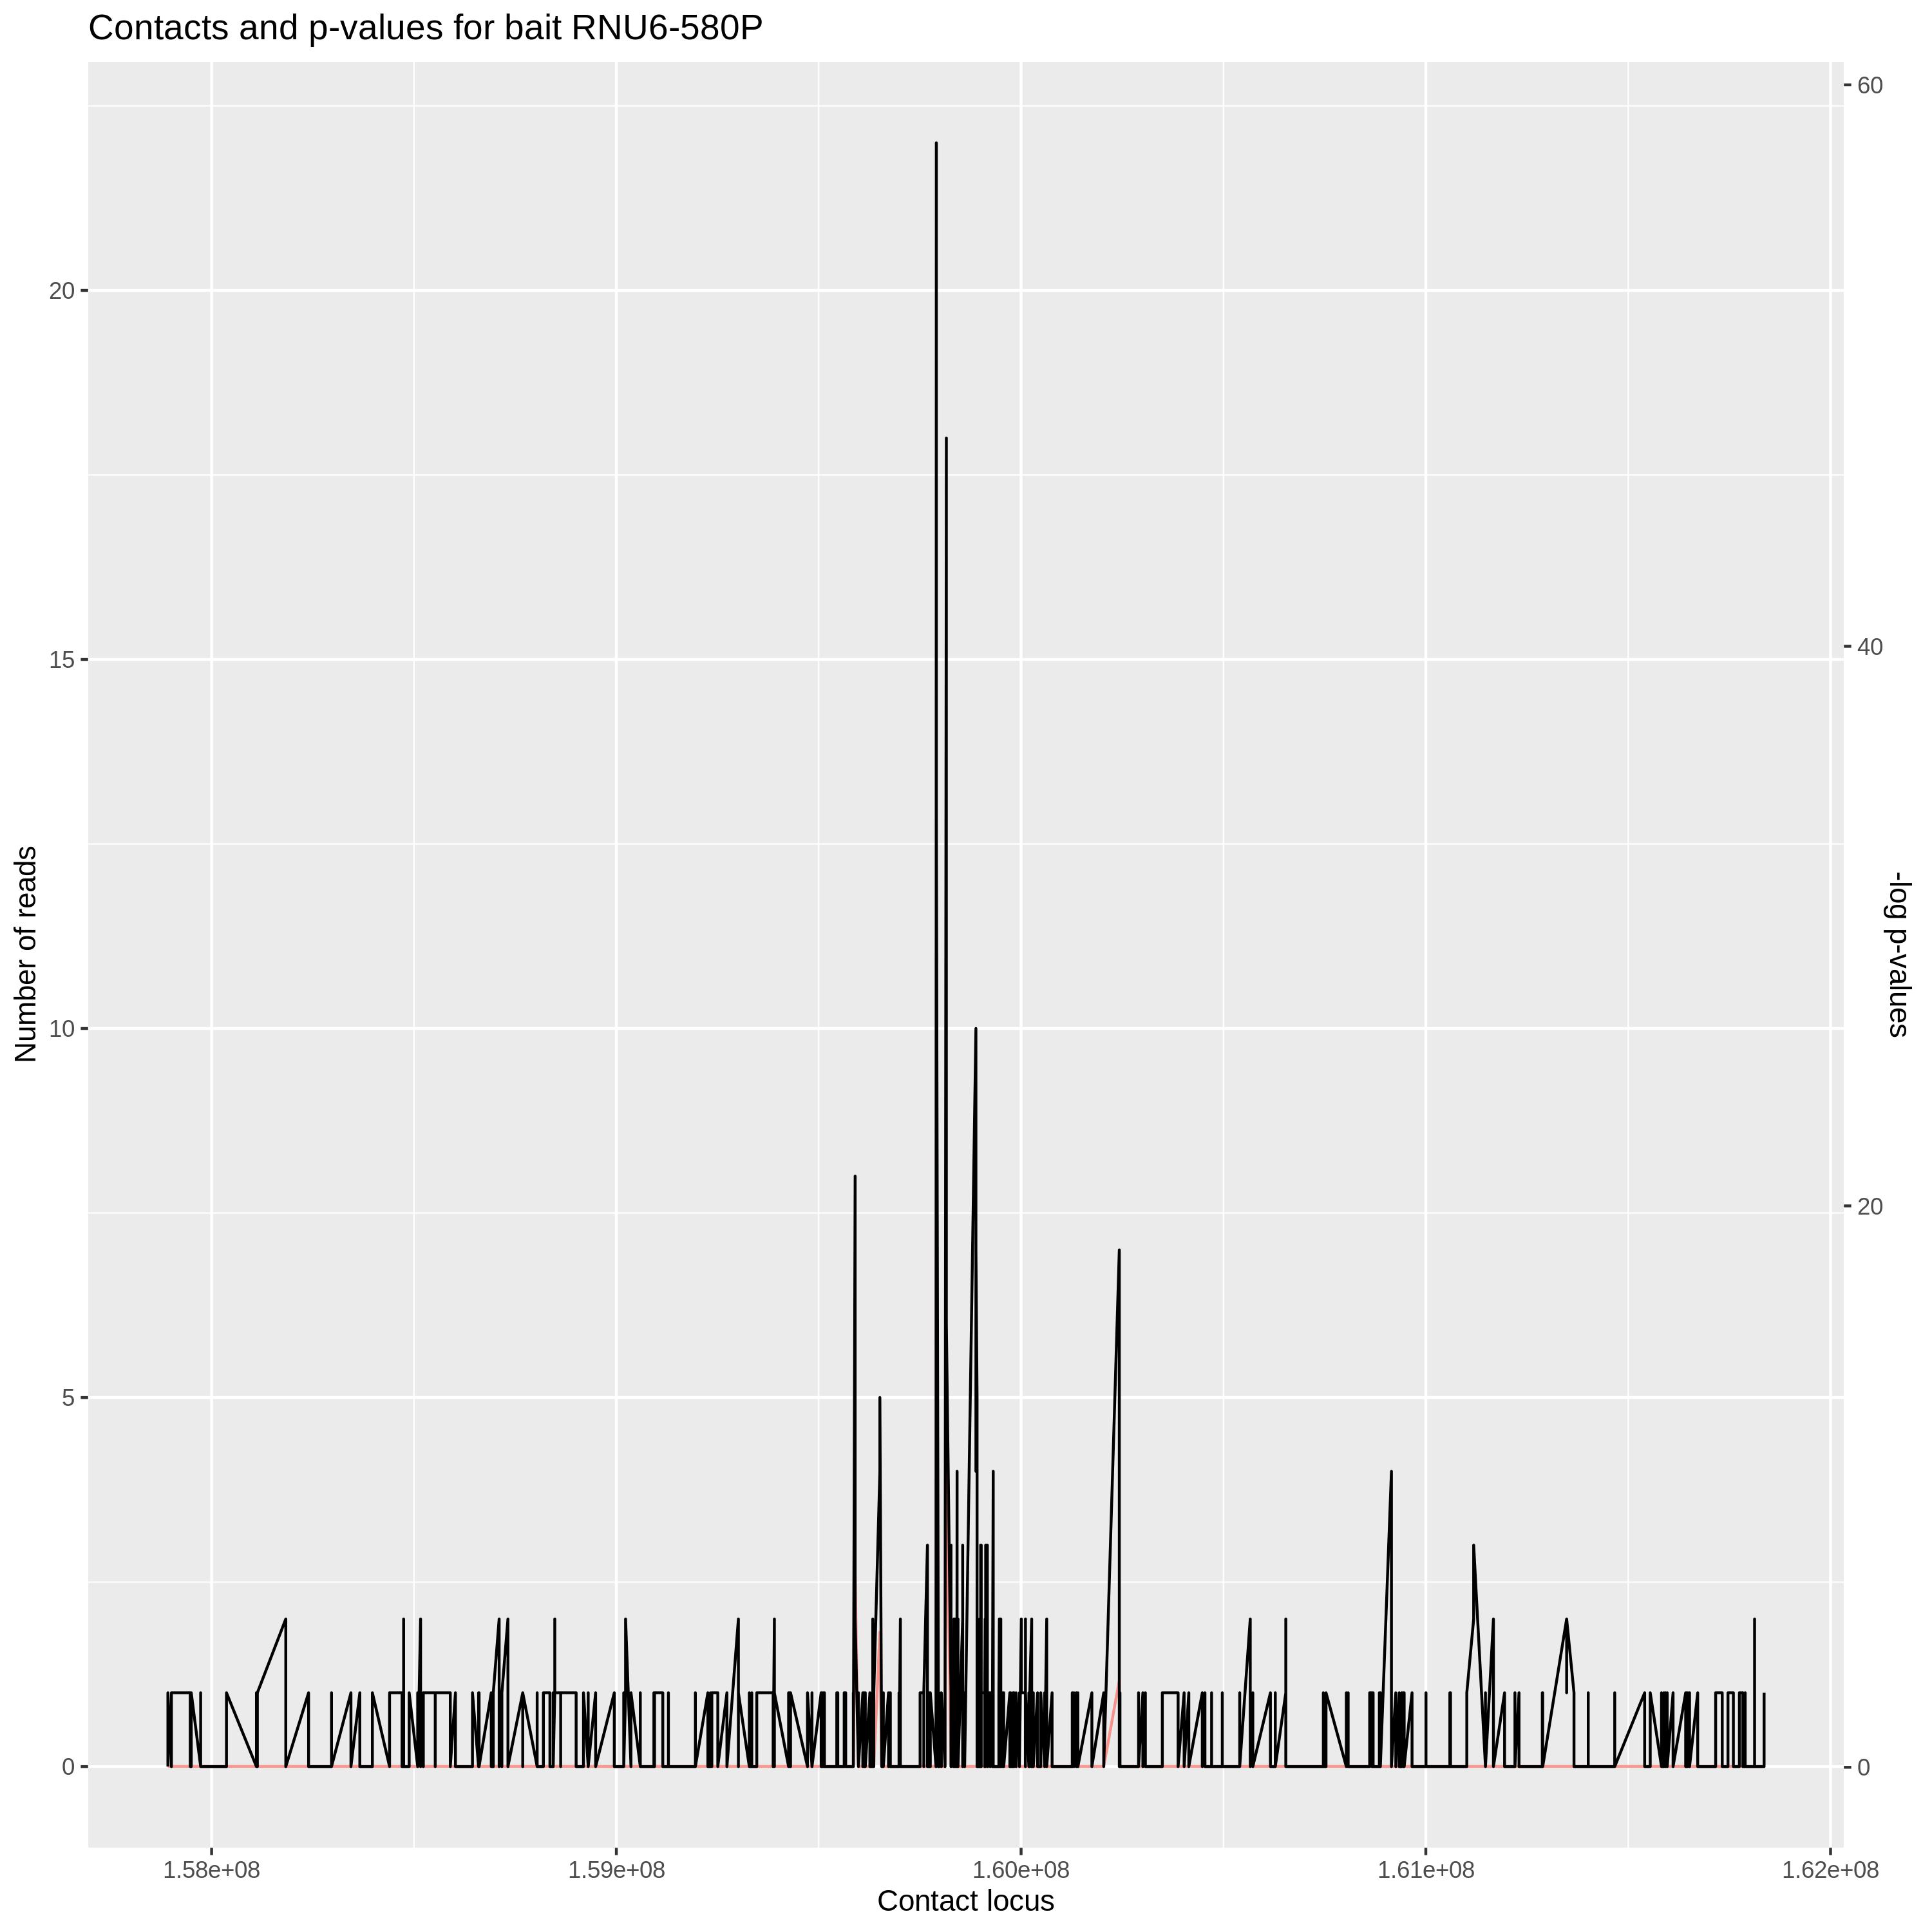 Contacts and p-values for bait RNU6-580P
Number of reads
20
15
10
5
0
60
40
20
0
-log p-values
1.58e+08
1.59e+08
1.60e+08
1.61e+08
1.62e+08
Contact locus